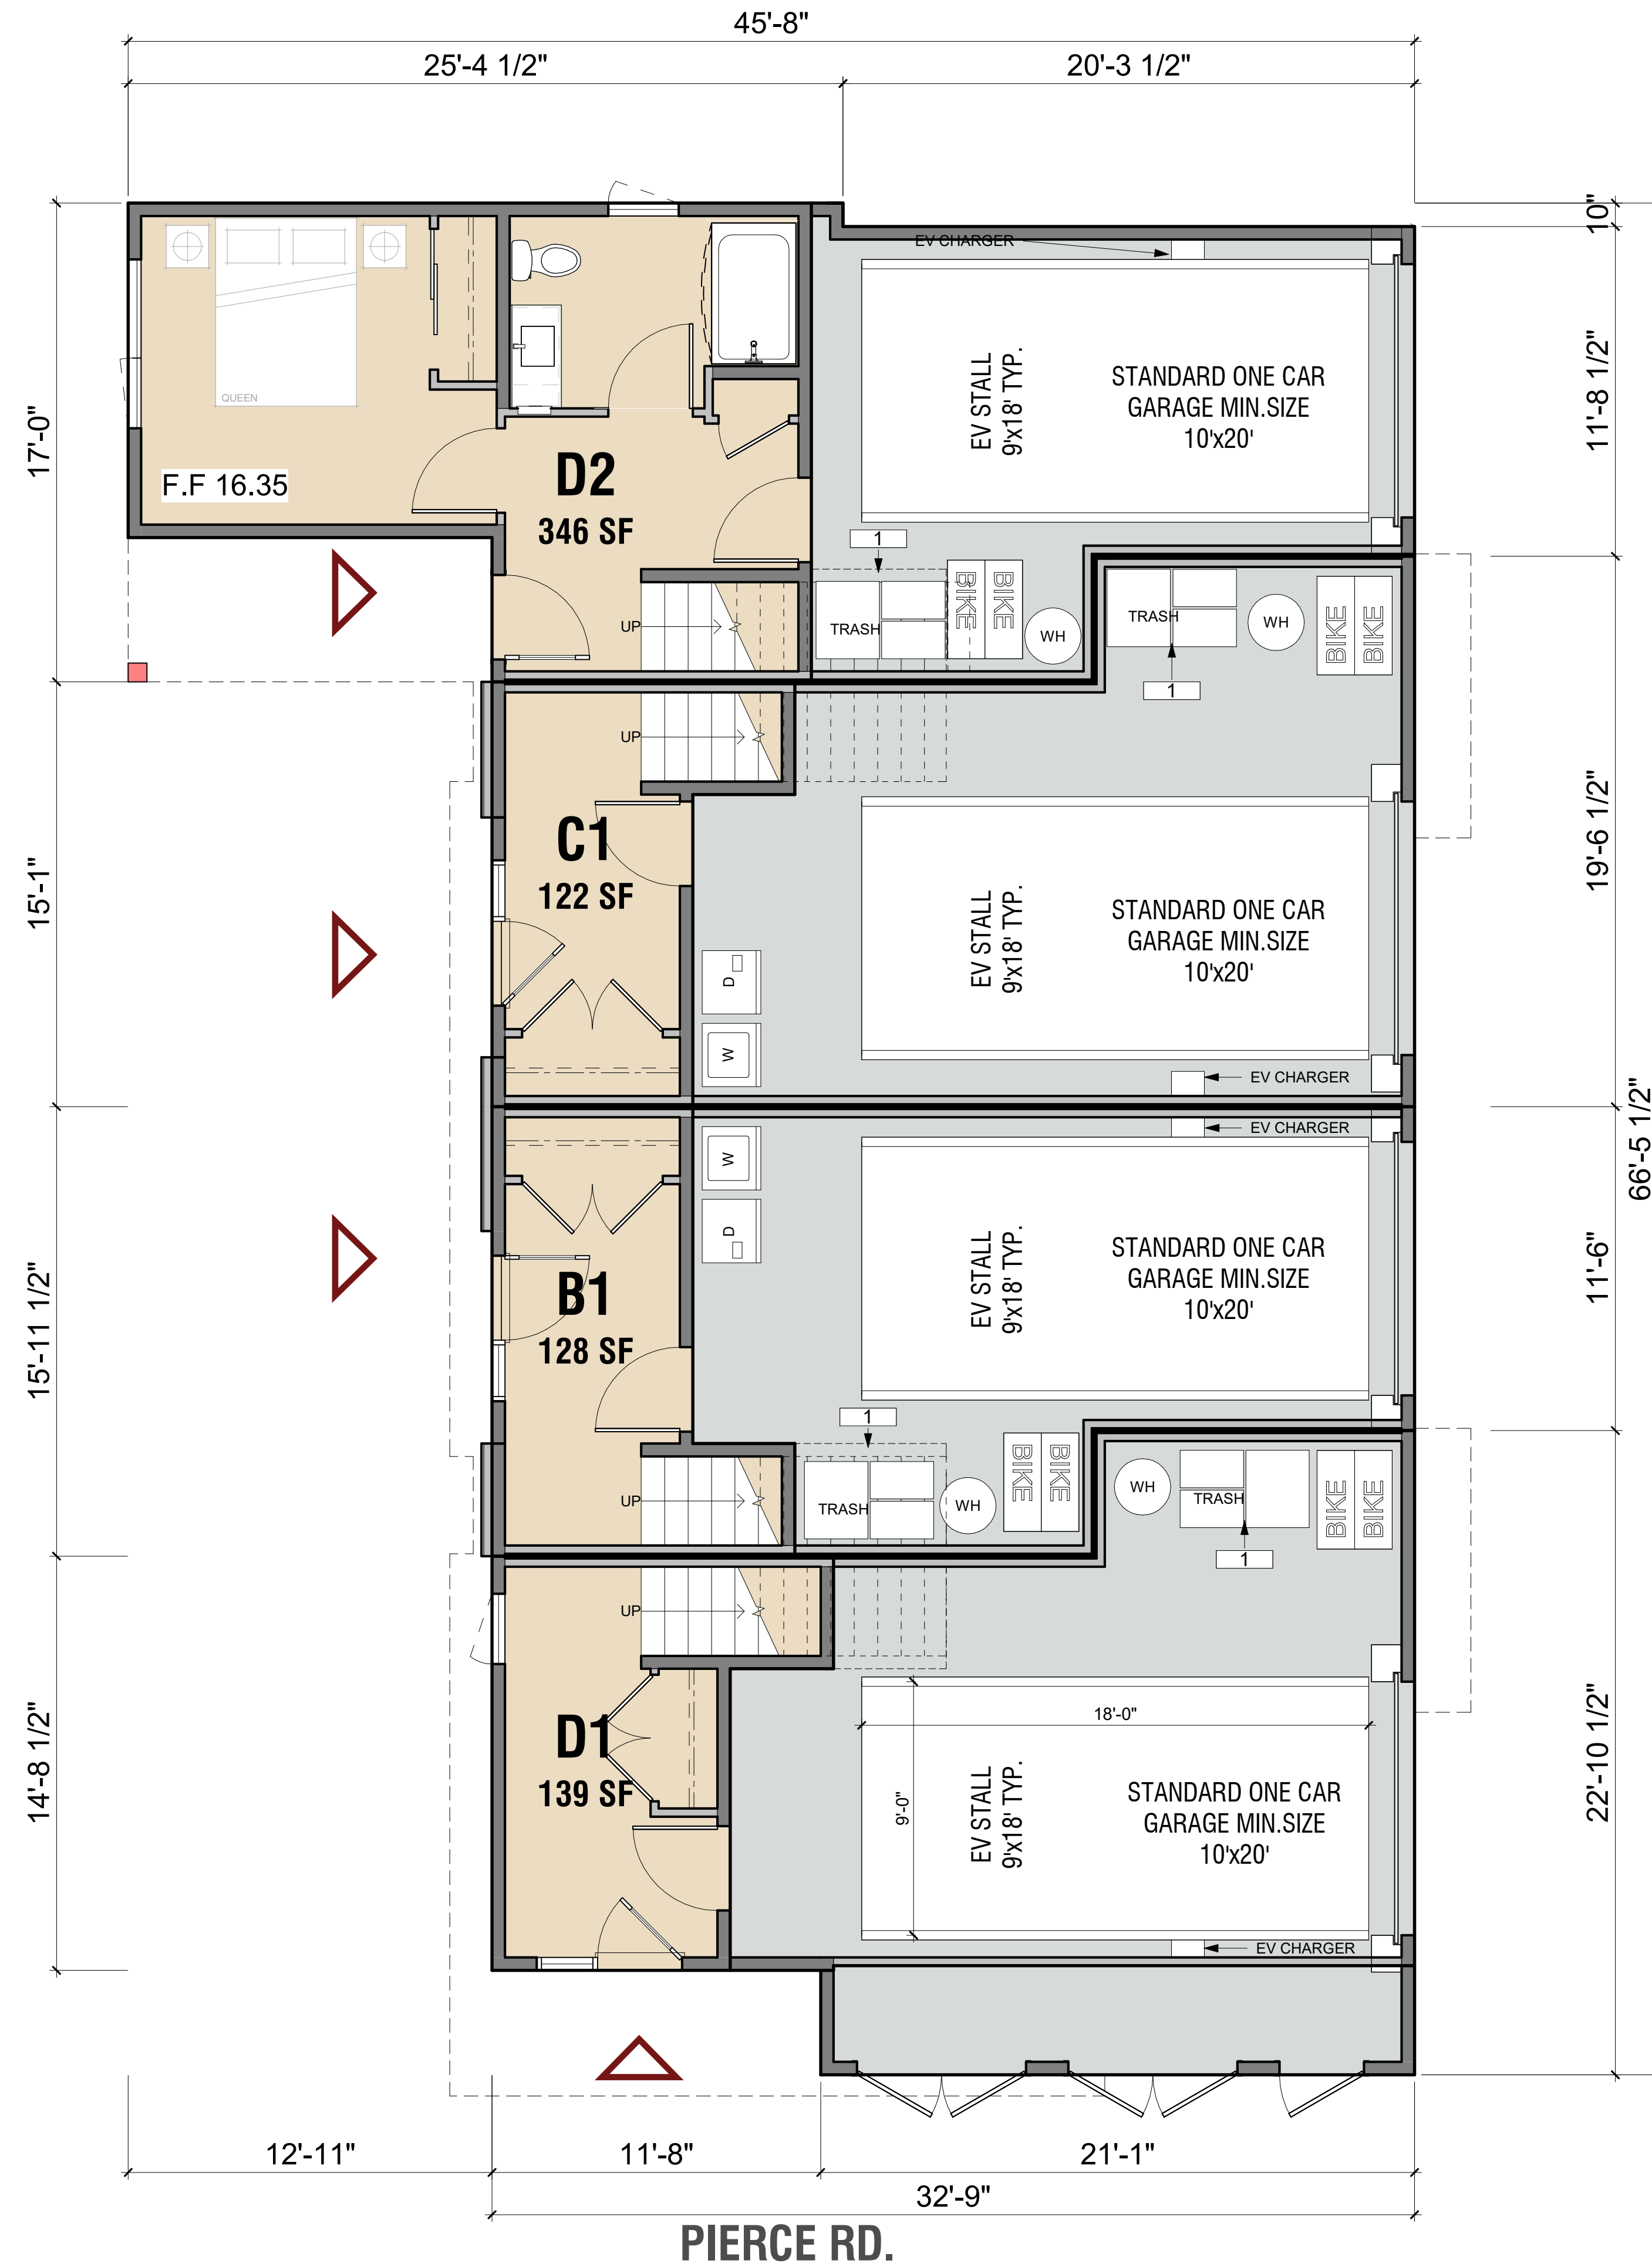 45'-8"
25'-4 1/2"
20'-3 1/2"
10"
EV CHARGER
EV STALL
9'x18' TYP.
STANDARD ONE CAR
GARAGE MIN.SIZE
10'x20'
11'-8 1/2"
QUEEN
17'-0"
F.F 16.35
D2
346 SF
1
UP
TRASH
BIKE
BIKE
WH
TRASH
WH
BIKE
BIKE
1
UP
15'-1"
C1
122 SF
EV STALL
9'x18' TYP.
STANDARD ONE CAR
GARAGE MIN.SIZE
10'x20'
19'-6 1/2"
D
W
EV CHARGER
66'-5 1/2"
EV CHARGER
W
D
15'-11 1/2"
B1
128 SF
EV STALL
9'x18' TYP.
STANDARD ONE CAR
GARAGE MIN.SIZE
10'x20'
11'-6"
1
UP
TRASH
WH
BIKE
BIKE
WH
TRASH
BIKE
BIKE
1
UP
14'-8 1/2"
D1
139 SF
18'-0"
9'-0"
EV STALL
9'x18' TYP.
STANDARD ONE CAR
GARAGE MIN.SIZE
10'x20'
22'-10 1/2"
EV CHARGER
12'-11"
11'-8"
21'-1"
32'-9"
PIERCE RD.